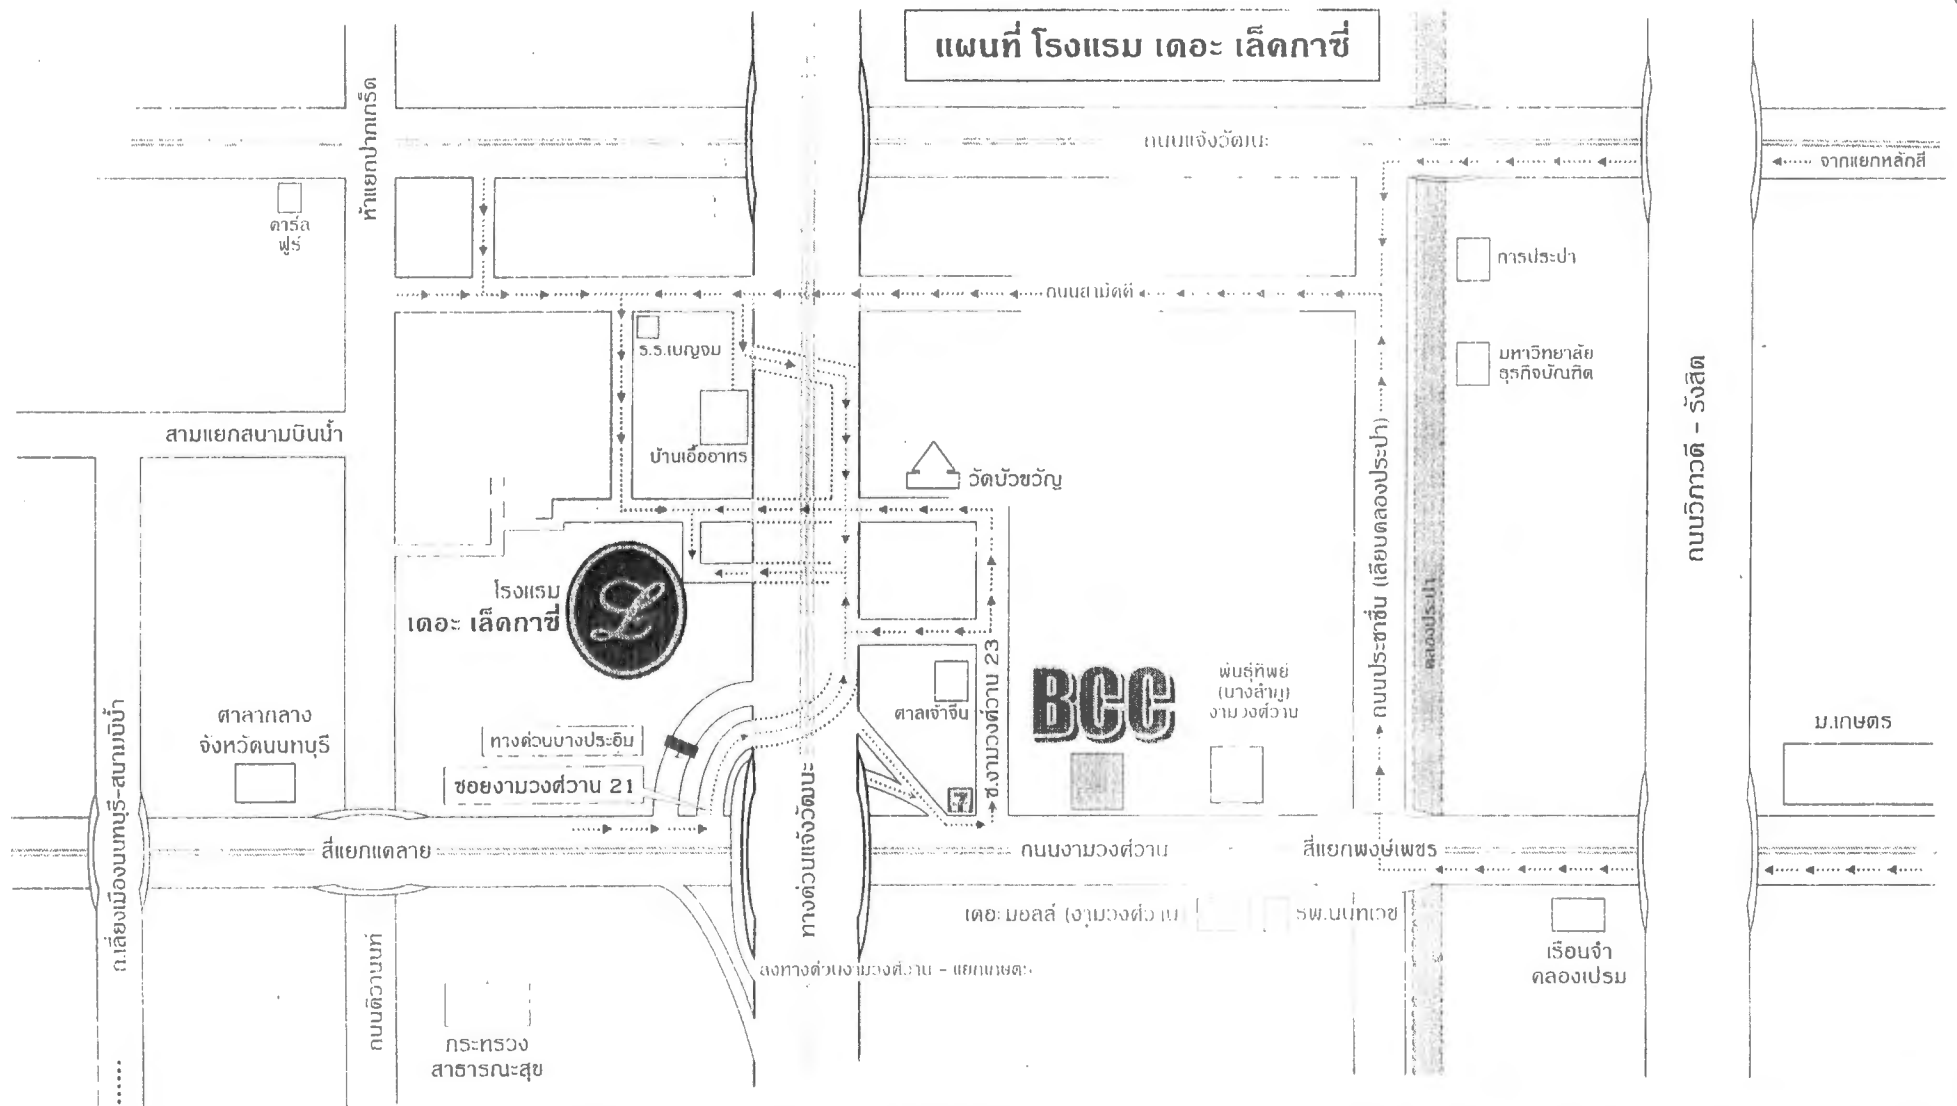 แผนที่ โรงแรม เดอะ เล็คกาซี่
ห้าแยกปากเกร็ด
ถนนแจ้งวัฒนะ
จากแยกหลักสี่
คาร์ล
ฟูร์
การประปา
ถนนสามัคคี
ร.ร.เบญจม
มหาวิทยาลัย
ธุรกิจบัณฑิต
สามแยกสนามบินน้ำ
บ้านเอื้ออาทร
วัดบัวขวัญ
ถนนวิภาวดี - รังสิต
ถนนประชาชื่น (เลียบคลองประปา)
คลองประปา
โรงแรม
เดอะ เล็คกาซี่
L
ซ.งามวงศ์วาน 23
BCC
พันธุ์ทิพย์
(บางลำภู)
งามวงศ์วาน
ศาลเจ้าจีน
ศาลากลาง
จังหวัดนนทบุรี
ทางด่วนบางประอิน
ซอยงามวงศ์วาน 21
7
ม.เกษตร
ถ.เลี่ยงเมืองนนทบุรี-สนามบินน้ำ
ทางด่วนแจ้งวัฒนะ
สี่แยกแคลาย
ถนนงามวงศ์วาน
สี่แยกพงษ์เพชร
เดอะมอลล์ (งามวงศ์วาน)
รพ.นนทเวช
เรือนจำ
คลองเปรม
ลงทางด่วนงามวงศ์วาน - แยกเกษตร
ถนนติวานนท์
กระทรวง
สาธารณะสุข